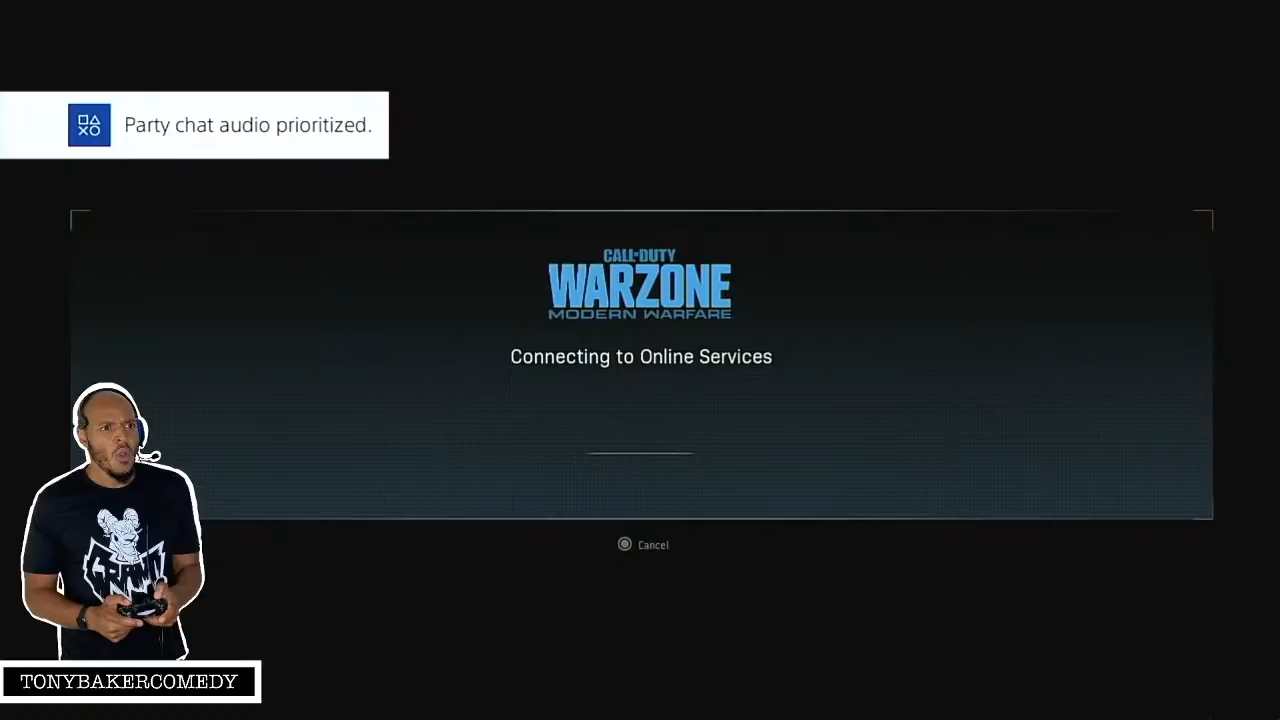 Party chat audio prioritized.
CALL OF DUTY
WARZONE
MODERN WARFARE
Connecting to Online Services
Cancel
TONYBAKERCOMEDY